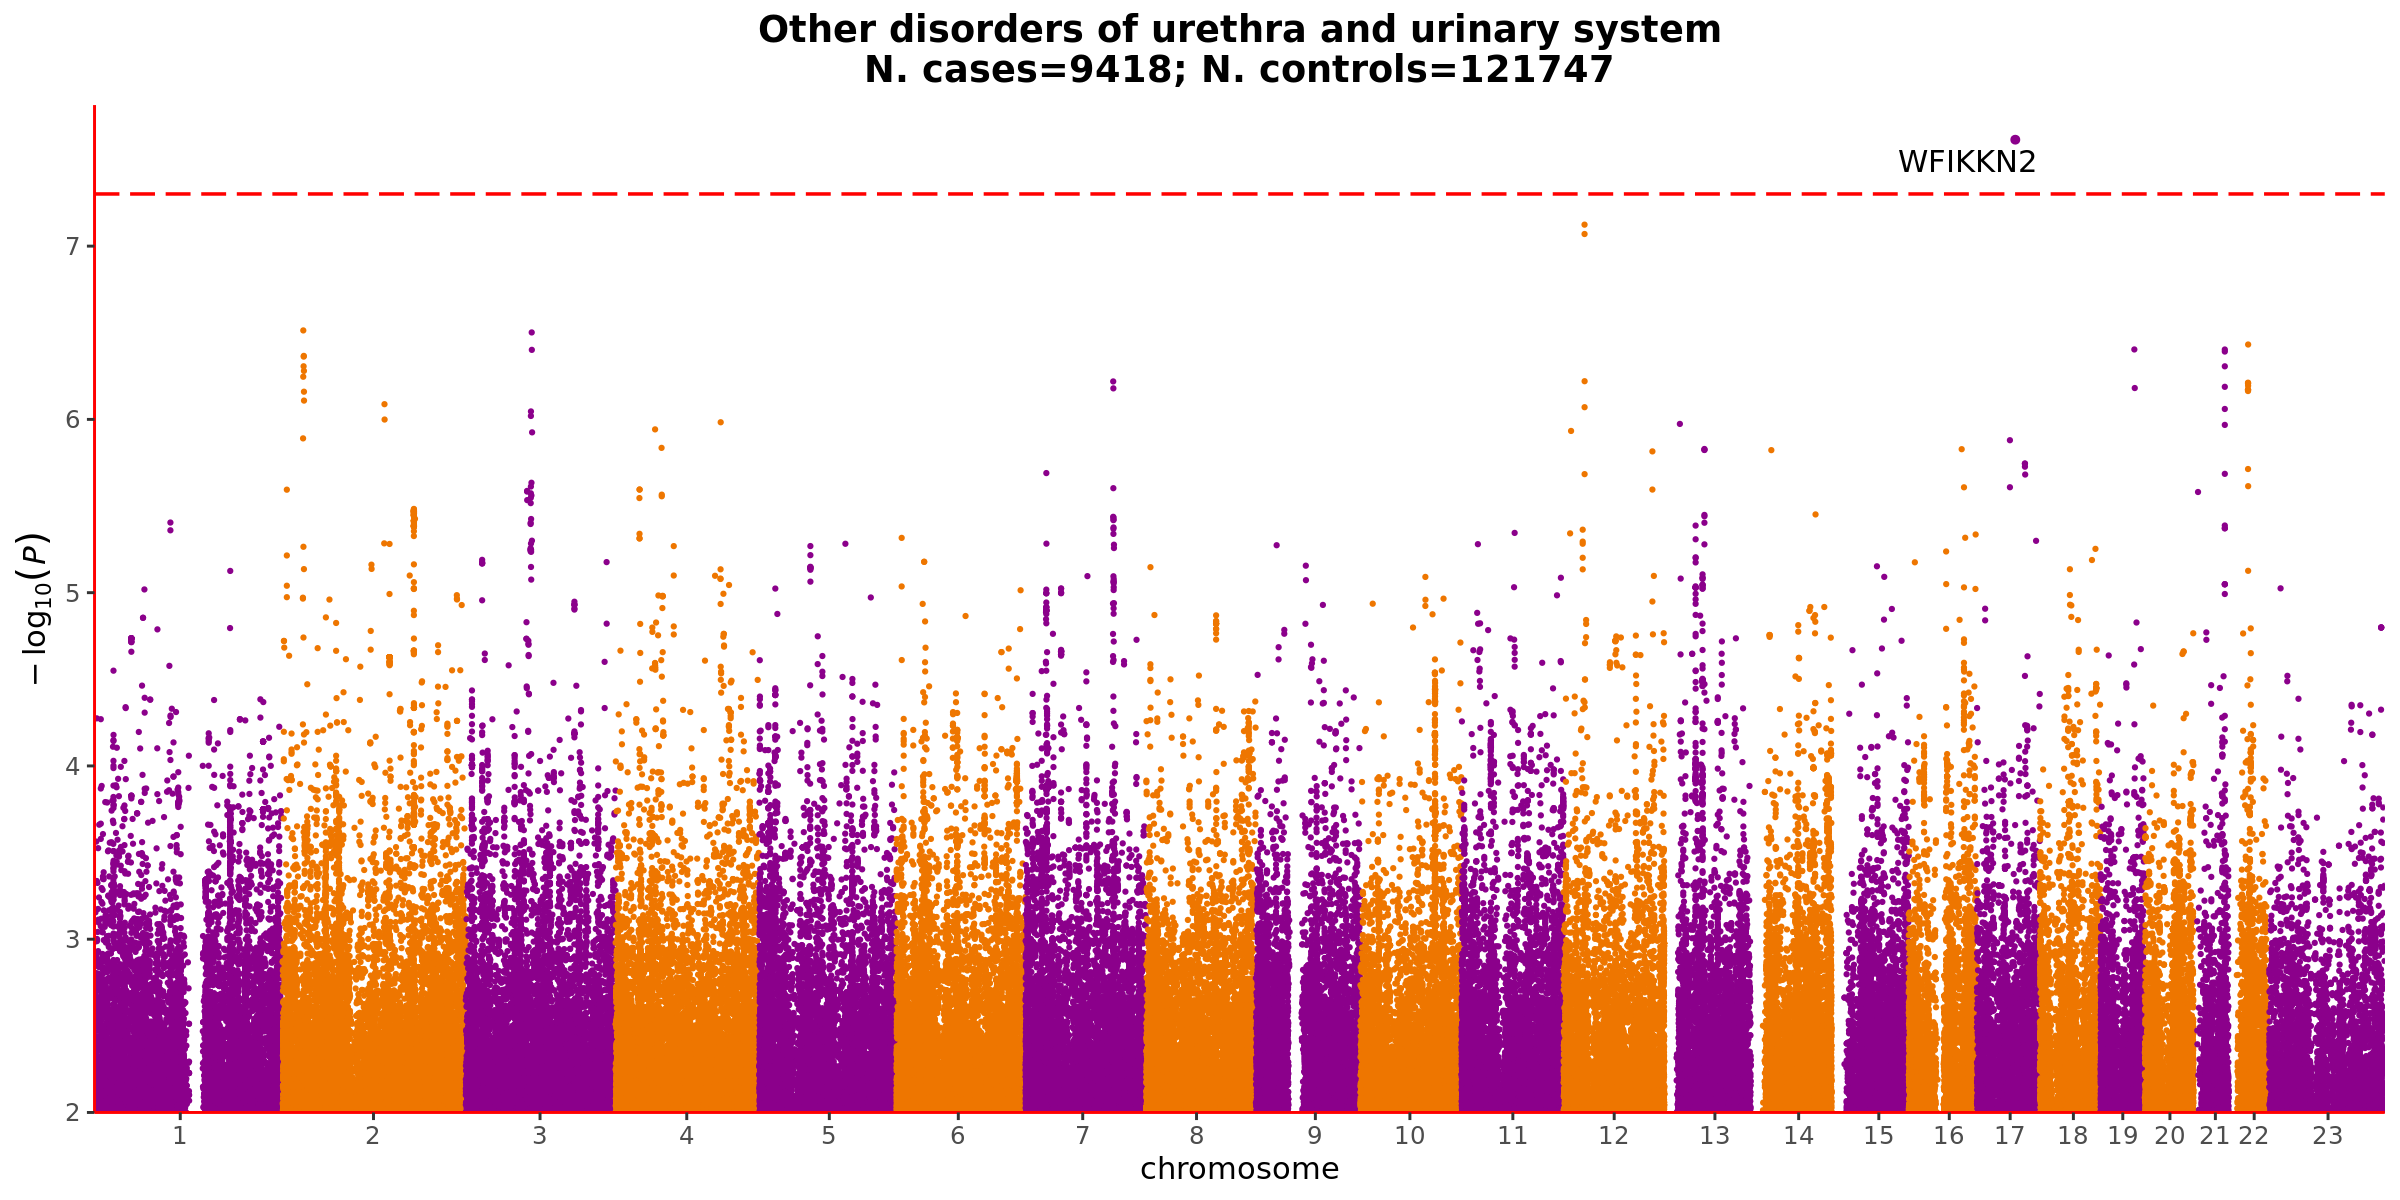 Other disorders of urethra and urinary system
N. cases=9418; N. controls=121747
WFIKKN2
7
6
5
4
3
2
−log10(P)
1 2 3 4 5 6 7 8 9 10 11 12 13 14 15 16 17 18 19 20 21 22 23
chromosome